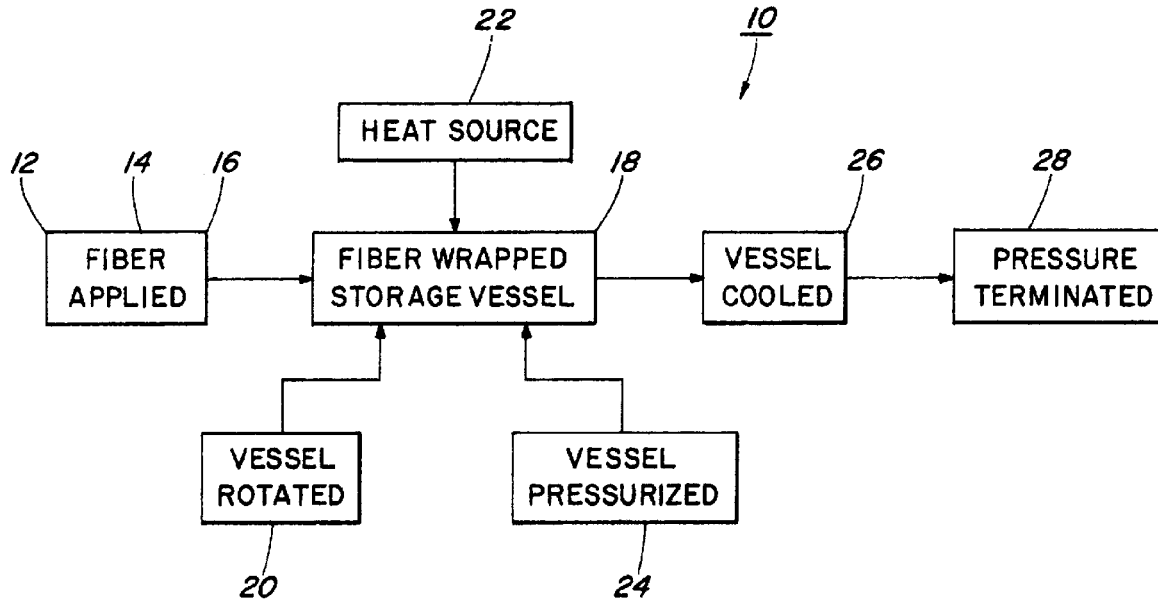 10
22
HEAT SOURCE
12
14
16
18
26
28
FIBER
APPLIED
FIBER WRAPPED
STORAGE VESSEL
VESSEL
COOLED
PRESSURE
TERMINATED
VESSEL
ROTATED
VESSEL
PRESSURIZED
20
24